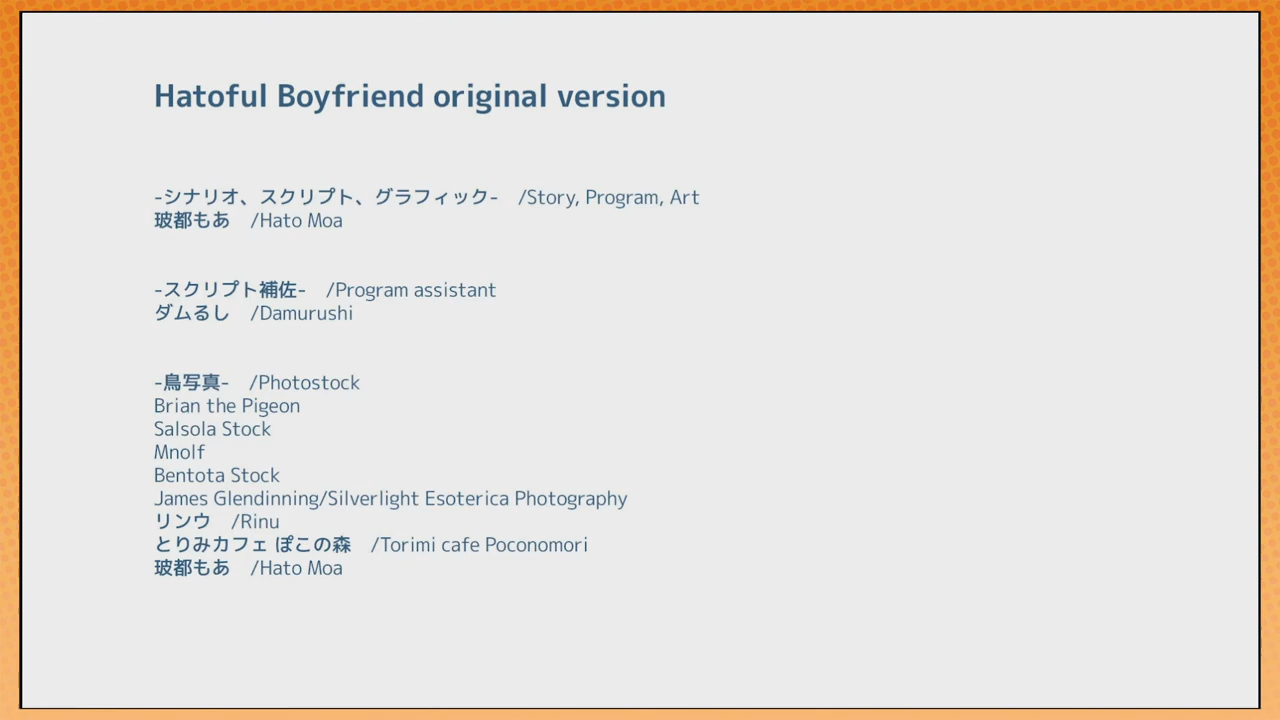 Hatoful Boyfriend original version
-シナリオ、スクリプト、グラフィック-　/Story, Program, Art
玻都もあ　/Hato Moa
-スクリプト補佐-　/Program assistant
ダムるし　/Damurushi
-鳥写真-　/Photostock
Brian the Pigeon
Salsola Stock
Mnolf
Bentota Stock
James Glendinning/Silverlight Esoterica Photography
リンウ　/Rinu
とりみカフェ ぽこの森　/Torimi cafe Poconomori
玻都もあ　/Hato Moa